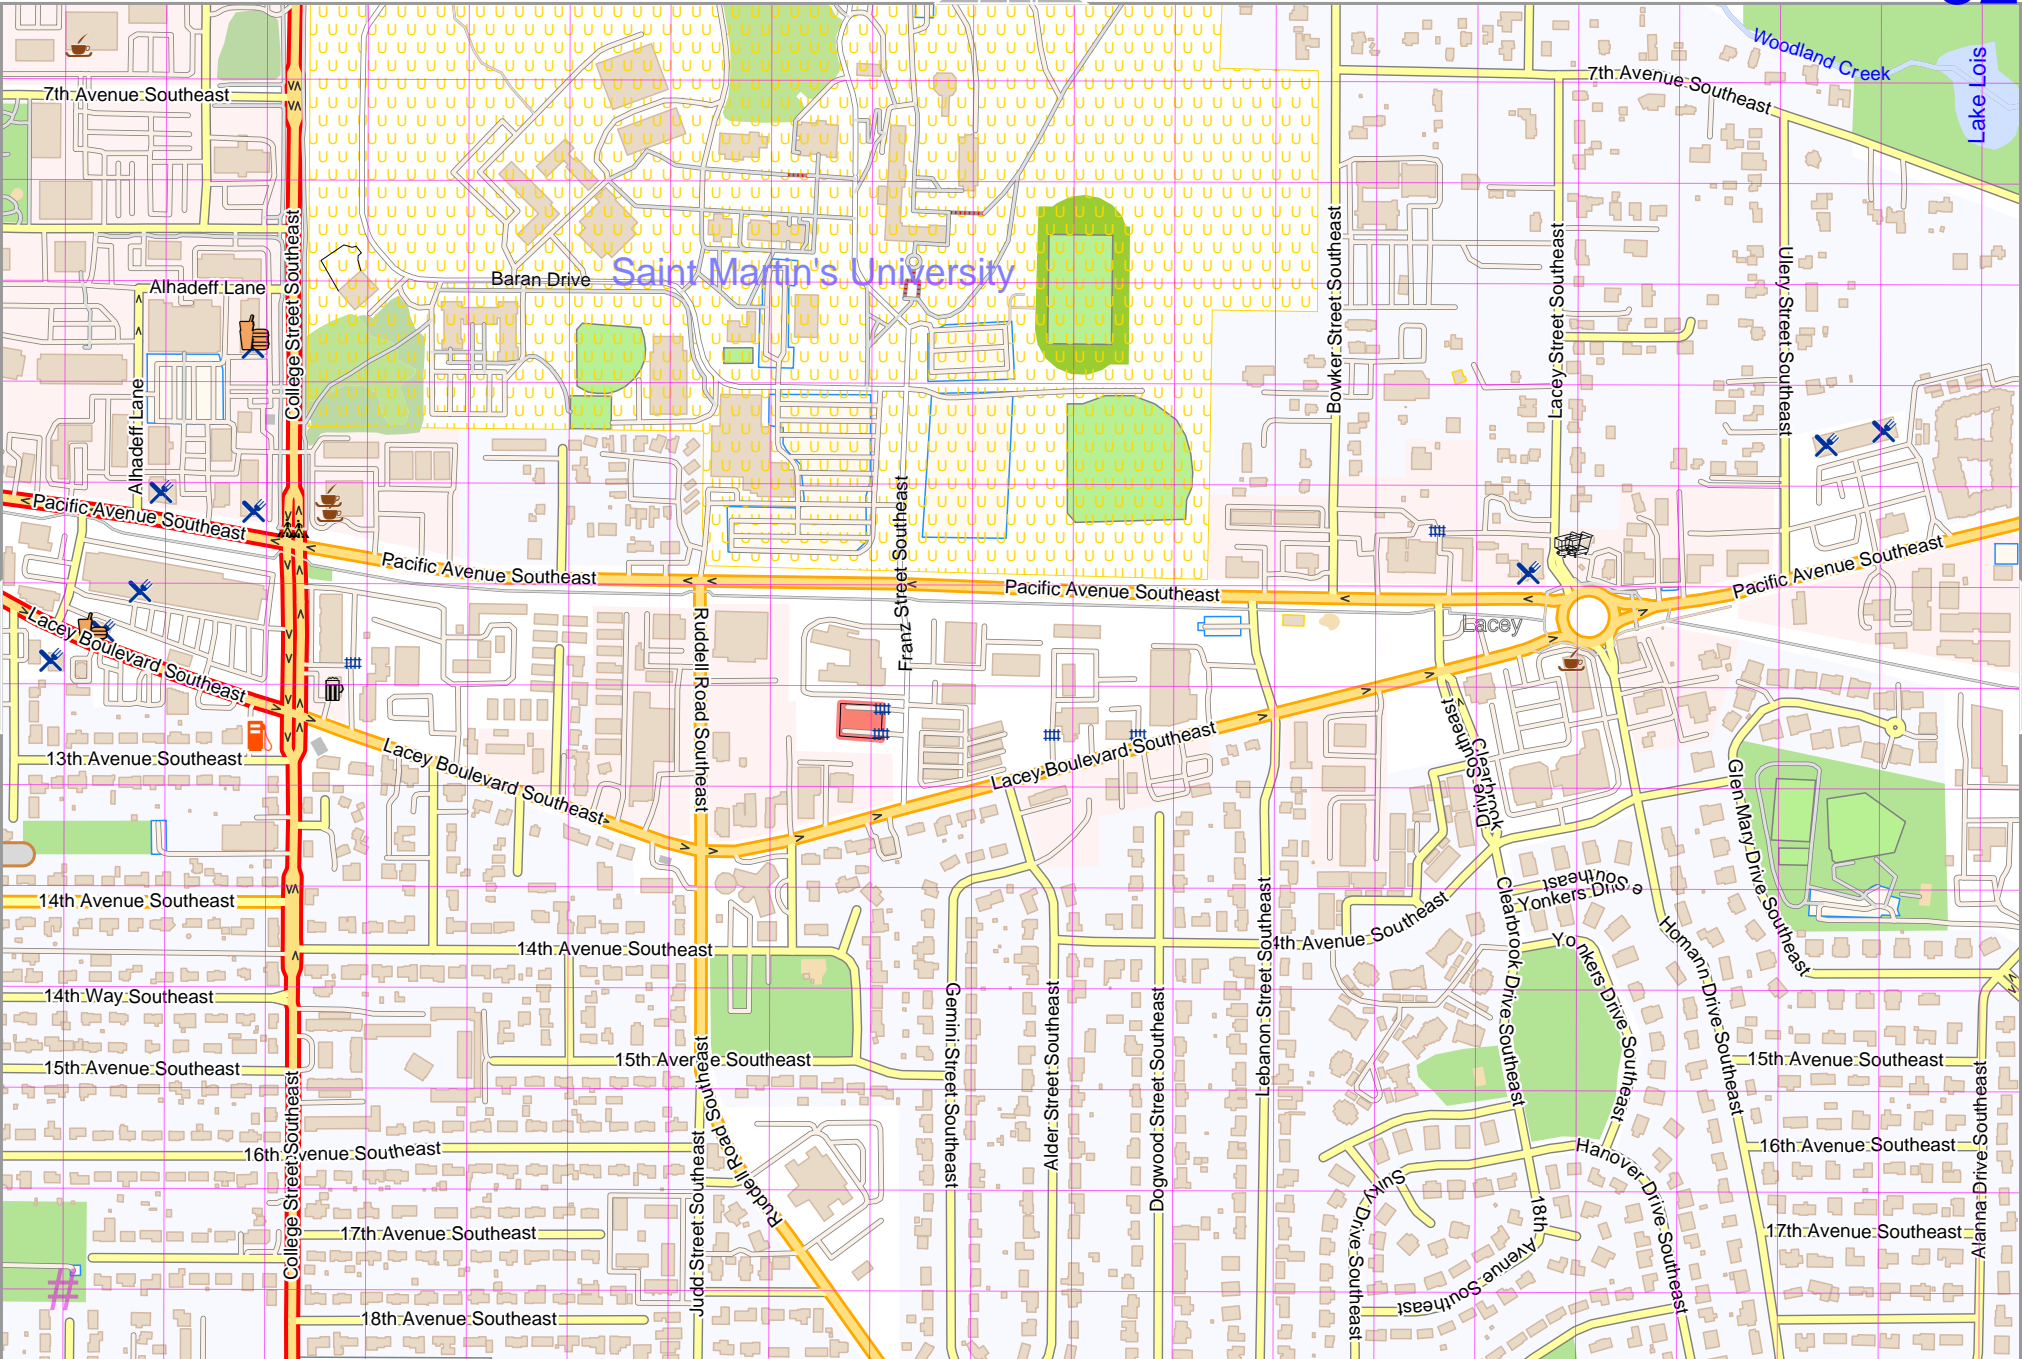 Woodland Creek
7th Avenue Southeast
7th Avenue Southeast
Lake Lois
College Street Southeast
Bowker Street Southeast
Lacey Street Southeast
Ulery Street Southeast
Saint Martin's University
Baran Drive
Alhadeff Lane
Alhadeff Lane
Pacific Avenue Southeast
Pacific Avenue Southeast
Pacific Avenue Southeast
Pacific Avenue Southeast
Franz Street Southeast
Lacey
Lacey Boulevard Southeast
Ruddell Road Southeast
Lacey Boulevard Southeast
Lacey Boulevard Southeast
Clearbrook Drive Southeast
13th Avenue Southeast
Glen Mary Drive Southeast
14th Avenue Southeast
Yonkers Drive Southeast
14th Avenue Southeast
4th Avenue Southeast
Clearbrook Drive Southeast
Yonkers Drive Southeast
Homann Drive Southeast
Lebanon Street Southeast
14th Way Southeast
Gemini Street Southeast
Alder Street Southeast
Dogwood Street Southeast
15th Avenue Southeast
15th Avenue Southeast
15th Avenue Southeast
Ruddell Road Southeast
College Street Southeast
16th Avenue Southeast
16th Avenue Southeast
Judd Street Southeast
Hanover Drive Southeast
Alanna Drive Southeast
Sulky Drive Southeast
17th Avenue Southeast
17th Avenue Southeast
18th Avenue Southeast
18th Avenue Southeast
#